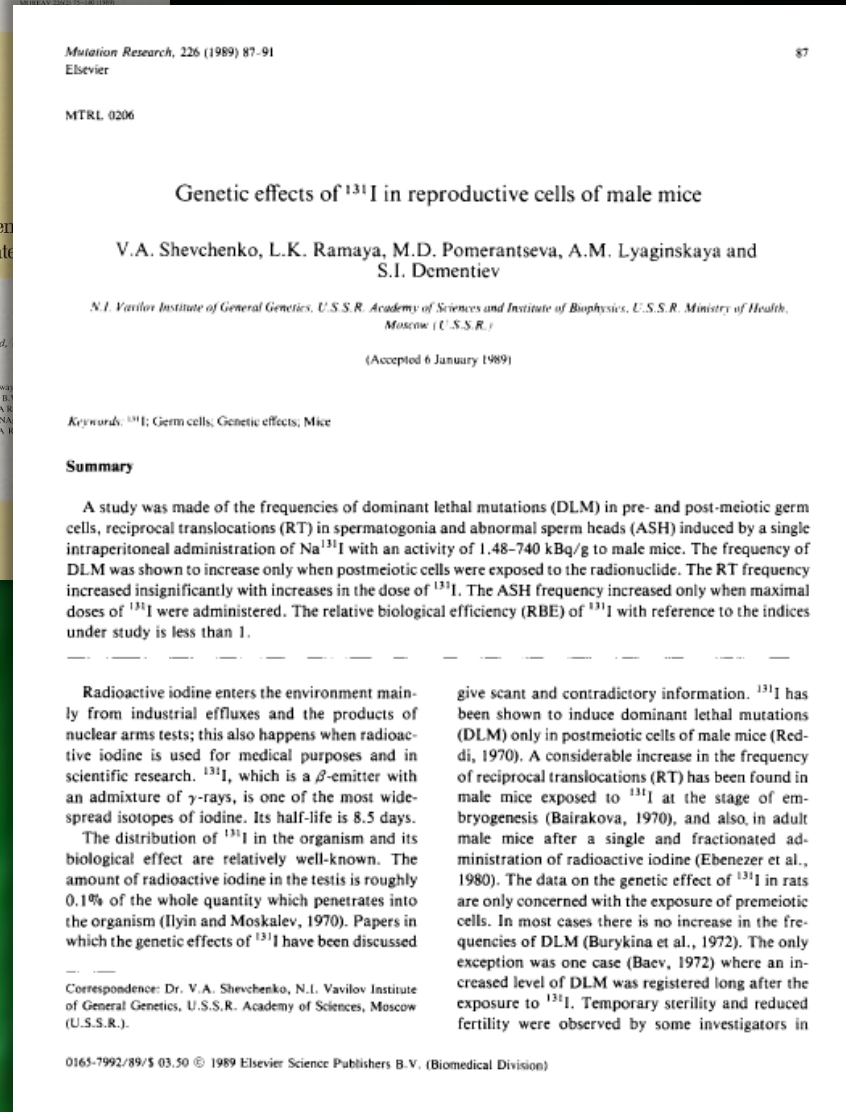 Mutation Research, 226 (1989) 87-91
87
Elsevier
MTRL 0206
Genetic effects of ¹³¹I in reproductive cells of male mice
V.A. Shevchenko, L.K. Ramaya, M.D. Pomerantseva, A.M. Lyaginskaya and
S.I. Dementiev
N.I. Vavilov Institute of General Genetics, U.S.S.R. Academy of Sciences and Institute of Biophysics, U.S.S.R. Ministry of Health,
Moscow (U.S.S.R.)
(Accepted 6 January 1989)
Keywords: ¹³¹I; Germ cells; Genetic effects; Mice
Summary
A study was made of the frequencies of dominant lethal mutations (DLM) in pre- and post-meiotic germ
cells, reciprocal translocations (RT) in spermatogonia and abnormal sperm heads (ASH) induced by a single
intraperitoneal administration of Na¹³¹I with an activity of 1.48–740 kBq/g to male mice. The frequency of
DLM was shown to increase only when postmeiotic cells were exposed to the radionuclide. The RT frequency
increased insignificantly with increases in the dose of ¹³¹I. The ASH frequency increased only when maximal
doses of ¹³¹I were administered. The relative biological efficiency (RBE) of ¹³¹I with reference to the indices
under study is less than 1.
Radioactive iodine enters the environment main-
ly from industrial effluxes and the products of
nuclear arms tests; this also happens when radioac-
tive iodine is used for medical purposes and in
scientific research. ¹³¹I, which is a β-emitter with
an admixture of γ-rays, is one of the most wide-
spread isotopes of iodine. Its half-life is 8.5 days.
The distribution of ¹³¹I in the organism and its
biological effect are relatively well-known. The
amount of radioactive iodine in the testis is roughly
0.1% of the whole quantity which penetrates into
the organism (Ilyin and Moskalev, 1970). Papers in
which the genetic effects of ¹³¹I have been discussed
Correspondence: Dr. V.A. Shevchenko, N.I. Vavilov Institute
of General Genetics, U.S.S.R. Academy of Sciences, Moscow
(U.S.S.R.).
give scant and contradictory information. ¹³¹I has
been shown to induce dominant lethal mutations
(DLM) only in postmeiotic cells of male mice (Red-
di, 1970). A considerable increase in the frequency
of reciprocal translocations (RT) has been found in
male mice exposed to ¹³¹I at the stage of em-
bryogenesis (Bairakova, 1970), and also, in adult
male mice after a single and fractionated ad-
ministration of radioactive iodine (Ebenezer et al.,
1980). The data on the genetic effect of ¹³¹I in rats
are only concerned with the exposure of premeiotic
cells. In most cases there is no increase in the fre-
quencies of DLM (Burykina et al., 1972). The only
exception was one case (Baev, 1972) where an in-
creased level of DLM was registered long after the
exposure to ¹³¹I. Temporary sterility and reduced
fertility were observed by some investigators in
0165-7992/89/$ 03.50 © 1989 Elsevier Science Publishers B.V. (Biomedical Division)